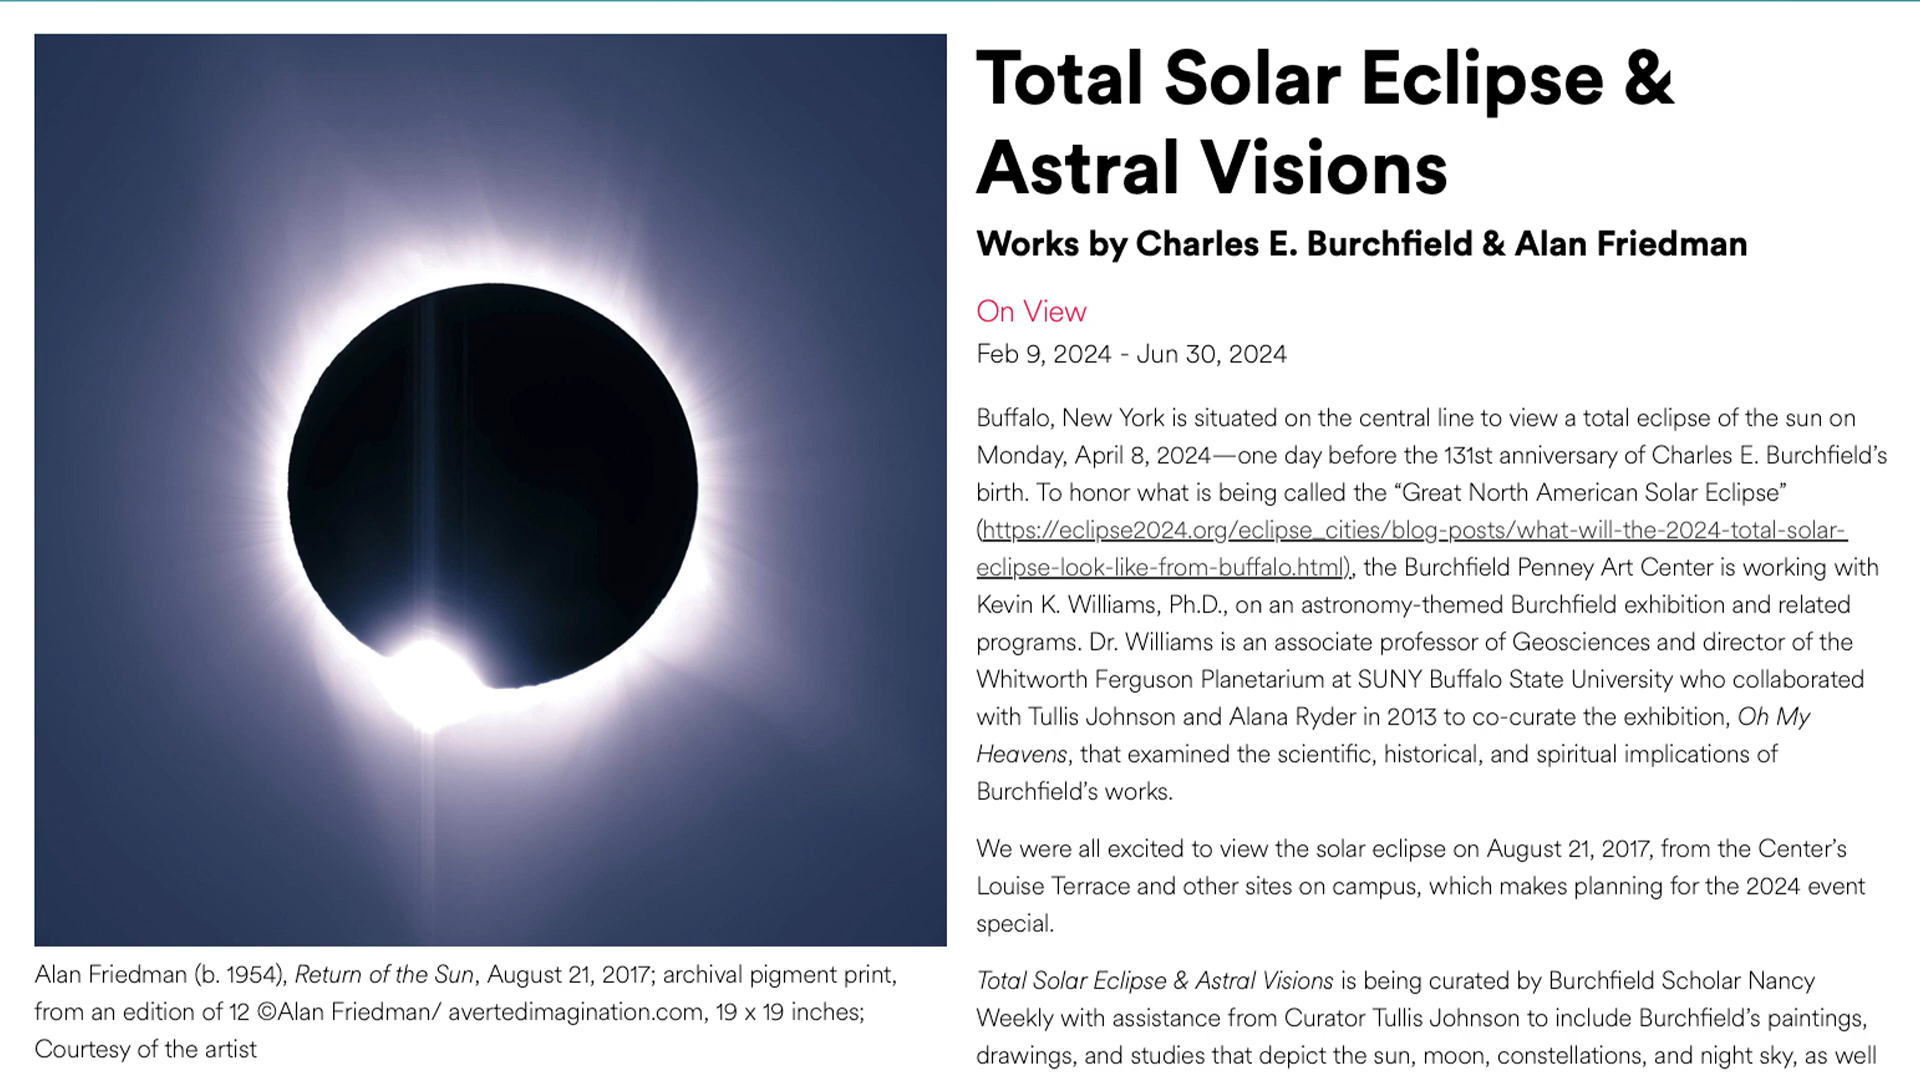 Total Solar Eclipse &
Astral Visions
Works by Charles E. Burchfield & Alan Friedman
On View
Feb 9, 2024 - Jun 30, 2024
Buffalo, New York is situated on the central line to view a total eclipse of the sun on
Monday, April 8, 2024—one day before the 131st anniversary of Charles E. Burchfield’s
birth. To honor what is being called the “Great North American Solar Eclipse”
(https://eclipse2024.org/eclipse_cities/blog-posts/what-will-the-2024-total-solar-
eclipse-look-like-from-buffalo.html), the Burchfield Penney Art Center is working with
Kevin K. Williams, Ph.D., on an astronomy-themed Burchfield exhibition and related
programs. Dr. Williams is an associate professor of Geosciences and director of the
Whitworth Ferguson Planetarium at SUNY Buffalo State University who collaborated
with Tullis Johnson and Alana Ryder in 2013 to co-curate the exhibition, Oh My
Heavens, that examined the scientific, historical, and spiritual implications of
Burchfield’s works.
We were all excited to view the solar eclipse on August 21, 2017, from the Center’s
Louise Terrace and other sites on campus, which makes planning for the 2024 event
special.
Total Solar Eclipse & Astral Visions is being curated by Burchfield Scholar Nancy
Weekly with assistance from Curator Tullis Johnson to include Burchfield’s paintings,
drawings, and studies that depict the sun, moon, constellations, and night sky, as well
Alan Friedman (b. 1954), Return of the Sun, August 21, 2017; archival pigment print,
from an edition of 12 ©Alan Friedman/ avertedimagination.com, 19 x 19 inches;
Courtesy of the artist